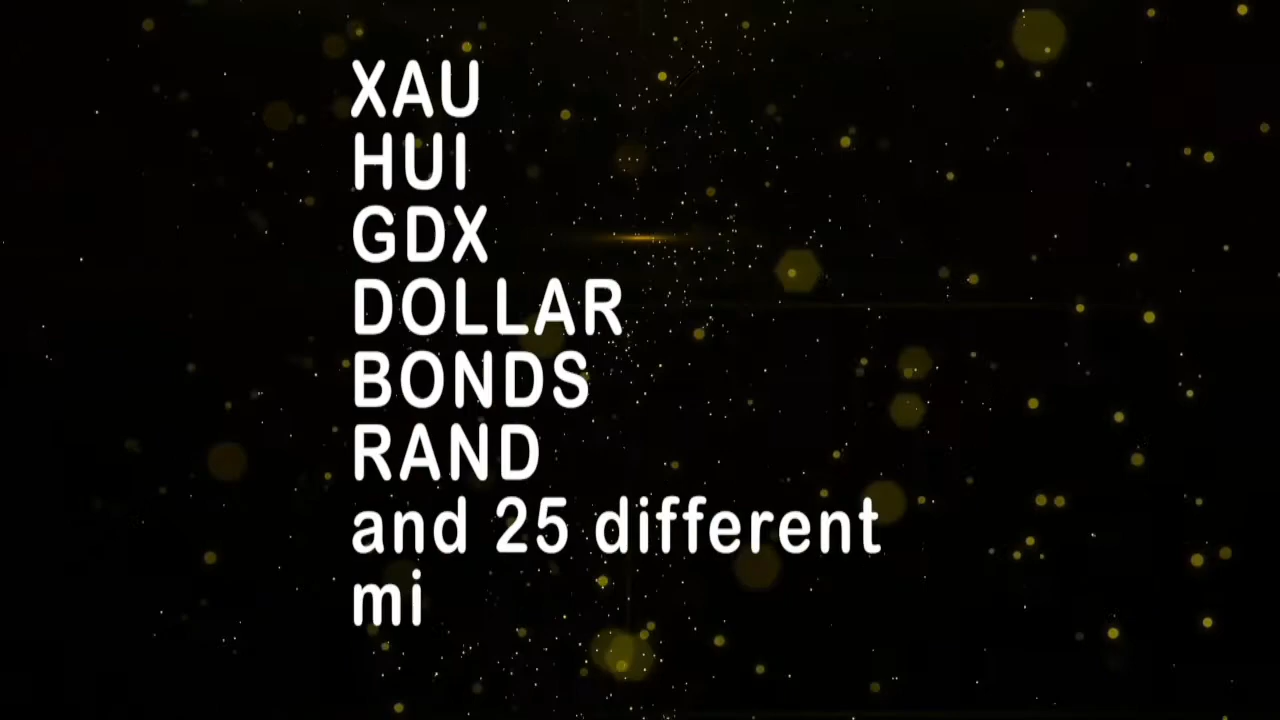 XAU
HUI
GDX
DOLLAR
BONDS
RAND
and 25 different
mi